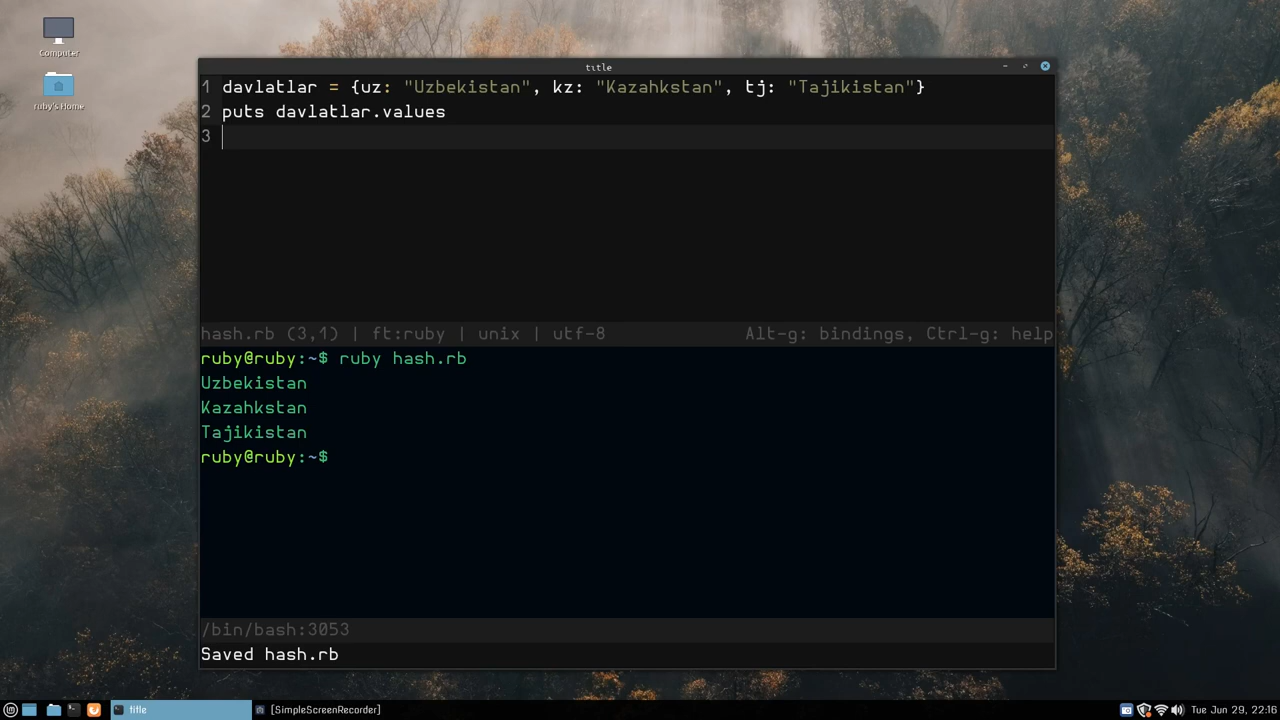 Computer
ruby's Home
title
1 davlatlar = {uz: "Uzbekistan", kz: "Kazahkstan", tj: "Tajikistan"}
2 puts davlatlar.values
3
hash.rb (3,1) | ft:ruby | unix | utf-8 Alt-g: bindings, Ctrl-g: help
ruby@ruby:~$ ruby hash.rb
Uzbekistan
Kazahkstan
Tajikistan
ruby@ruby:~$
/bin/bash:3053
Saved hash.rb
title [SimpleScreenRecorder] Tue Jun 29, 22:16